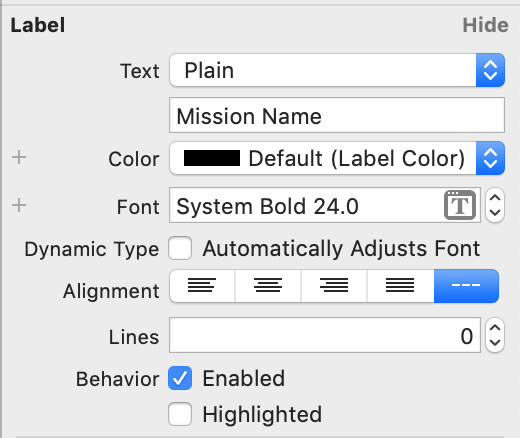 Label Hide
Text Plain
Mission Name
+ Color Default (Label Color)
+ Font System Bold 24.0 T
Dynamic Type Automatically Adjusts Font
Alignment ---
Lines 0
Behavior Enabled
Highlighted